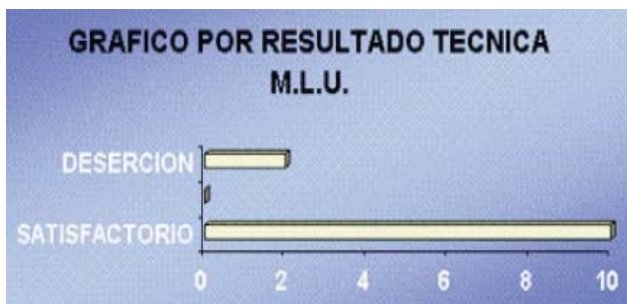 GRAFICO POR RESULTADO TECNICA
M.L.U.
DESERCION
SATISFACTORIO
0 2 4 6 8 10